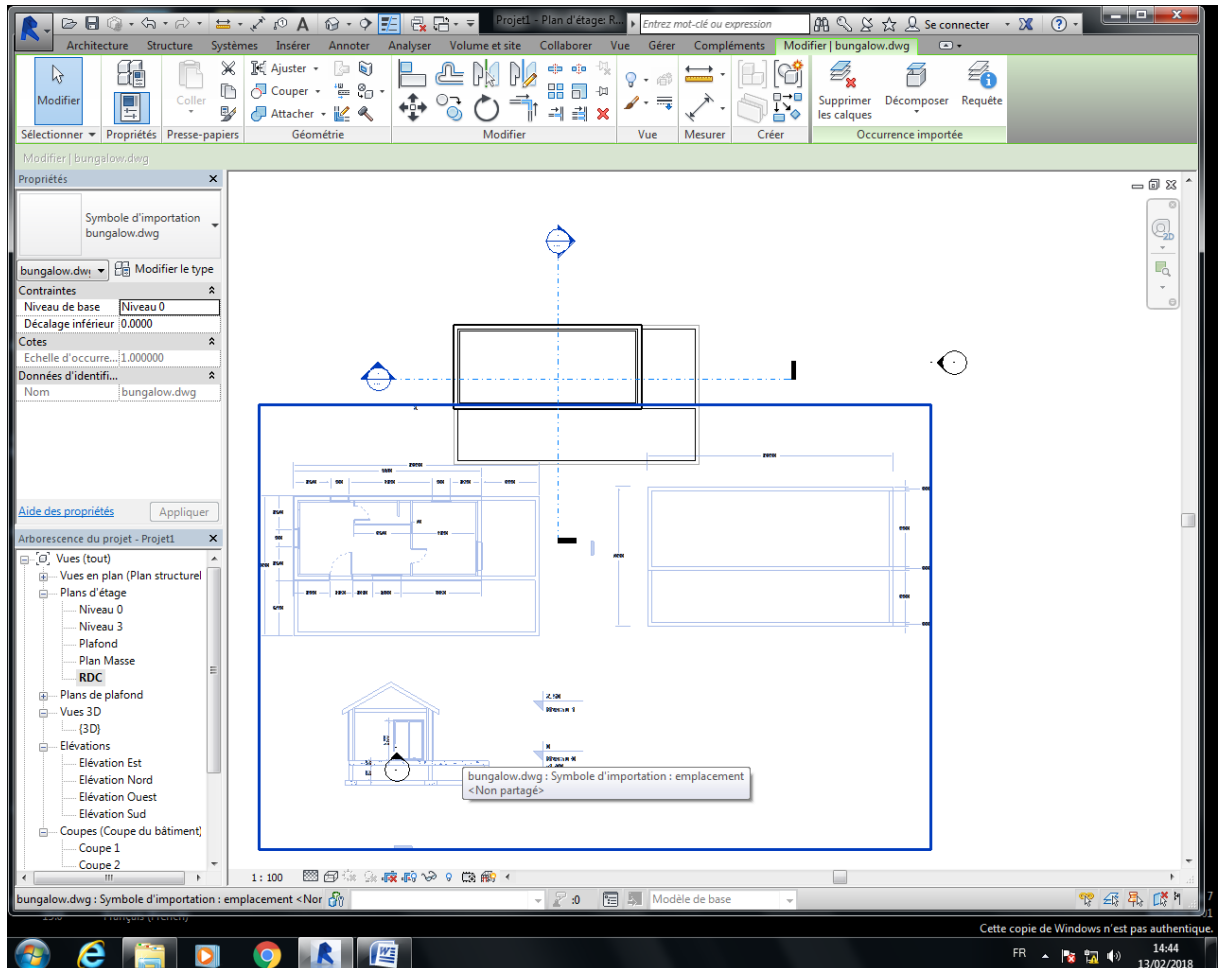 Projet1 - Plan d'étage: R...
Entrez mot-clé ou expression
Se connecter
Architecture Structure Systèmes Insérer Annoter Analyser Volume et site Collaborer Vue Gérer Compléments Modifier | bungalow.dwg
Modifier
Coller
Ajuster
Couper
Attacher
Supprimer les calques
Décomposer
Requête
Sélectionner Propriétés Presse-papiers Géométrie Modifier Vue Mesurer Créer Occurrence importée
Modifier | bungalow.dwg
Propriétés
Symbole d'importation
bungalow.dwg
Modifier le type
Contraintes
Niveau de base Niveau 0
Décalage inférieur 0.0000
Cotes
Echelle d'occurre... 1.000000
Données d'identifi...
Nom bungalow.dwg
Aide des propriétés Appliquer
Arborescence du projet - Projet1
Vues (tout)
Vues en plan (Plan structurel
Plans d'étage
Niveau 0
Niveau 3
Plafond
Plan Masse
RDC
Plans de plafond
Vues 3D
{3D}
Elévations
Elévation Est
Elévation Nord
Elévation Ouest
Elévation Sud
Coupes (Coupe du bâtiment)
Coupe 1
Coupe 2
2D
bungalow.dwg : Symbole d'importation : emplacement
<Non partagé>
1 : 100
bungalow.dwg : Symbole d'importation : emplacement <Nor
:0
Modèle de base
Cette copie de Windows n'est pas authentique.
FR
14:44
13/02/2018